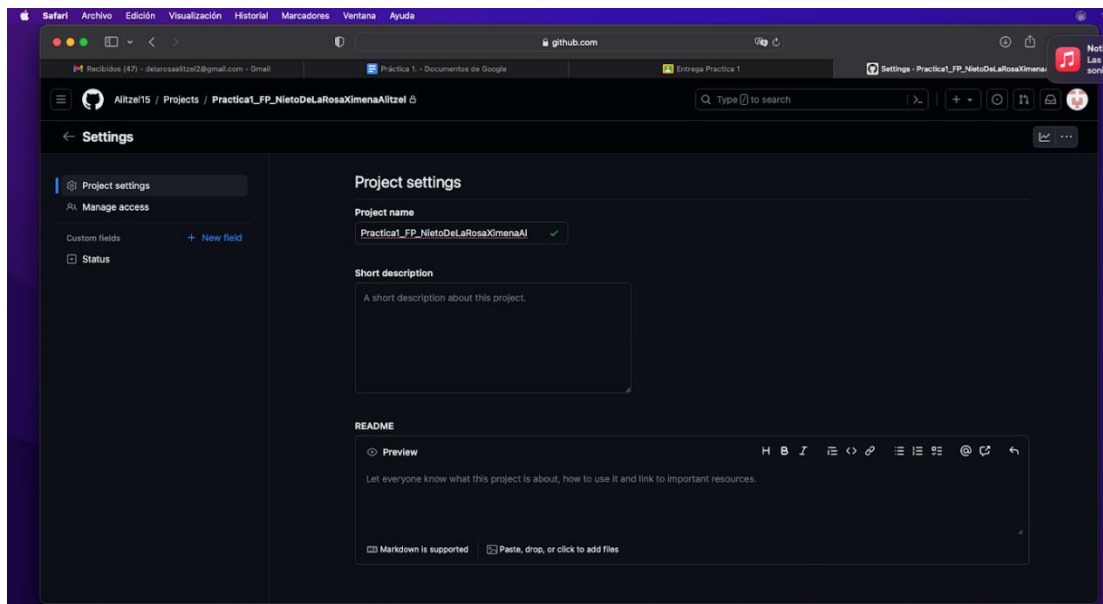 Safari Archivo Edición Visualización Historial Marcadores Ventana Ayuda
github.com
Recibidos (47) - delarosaalitzel2@gmail.com - Gmail
Práctica 1. - Documentos de Google
Entrega Practica 1
Settings · Practica1_FP_NietoDeLaRosaXimenaA
Noti
Las
soni
Alitzel15 / Projects / Practica1_FP_NietoDeLaRosaXimenaAlitzel
Type / to search
Settings
Project settings
Manage access
Custom fields
+ New field
Status
Project settings
Project name
Practica1_FP_NietoDeLaRosaXimenaAl
Short description
A short description about this project.
README
Preview
H B I
Let everyone know what this project is about, how to use it and link to important resources.
Markdown is supported
Paste, drop, or click to add files